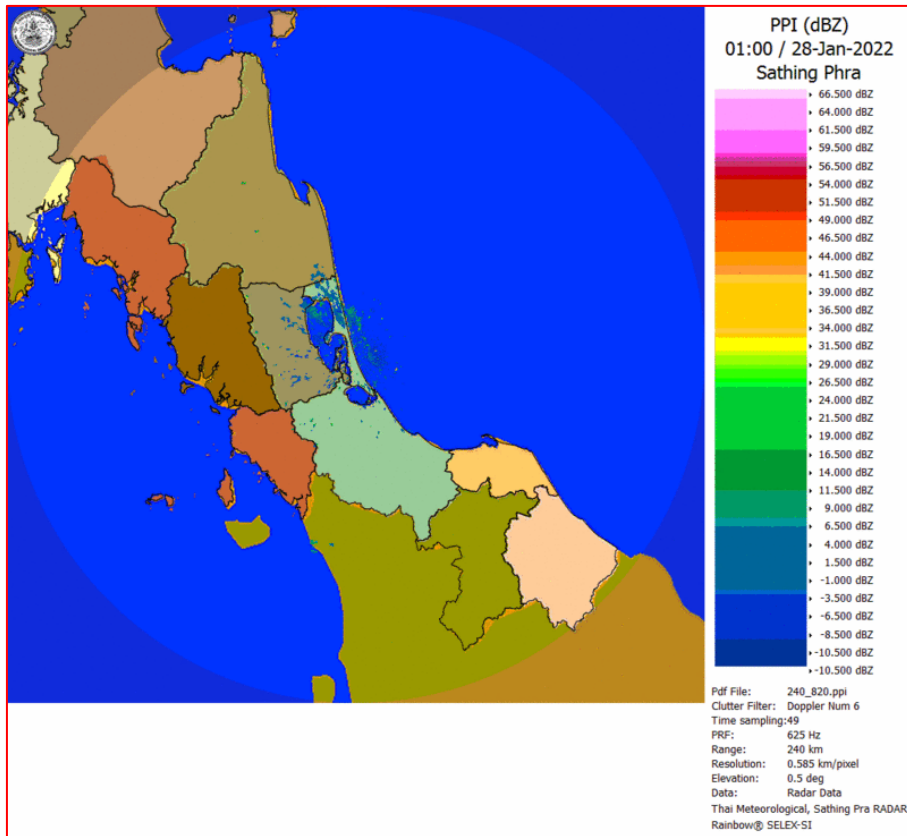 PPI (dBZ)
01:00 / 28-Jan-2022
Sathing Phra
66.500 dBZ
64.000 dBZ
61.500 dBZ
59.500 dBZ
56.500 dBZ
54.000 dBZ
51.500 dBZ
49.000 dBZ
46.500 dBZ
44.000 dBZ
41.500 dBZ
39.000 dBZ
36.500 dBZ
34.000 dBZ
31.500 dBZ
29.000 dBZ
26.500 dBZ
24.000 dBZ
21.500 dBZ
19.000 dBZ
16.500 dBZ
14.000 dBZ
11.500 dBZ
9.000 dBZ
6.500 dBZ
4.000 dBZ
1.500 dBZ
-1.000 dBZ
-3.500 dBZ
-6.500 dBZ
-8.500 dBZ
-10.500 dBZ
-10.500 dBZ
Pdf File: 240_820.ppi
Clutter Filter: Doppler Num 6
Time sampling:49
PRF: 625 Hz
Range: 240 km
Resolution: 0.585 km/pixel
Elevation: 0.5 deg
Data: Radar Data
Thai Meteorological, Sathing Pra RADAR
Rainbow® SELEX-SI